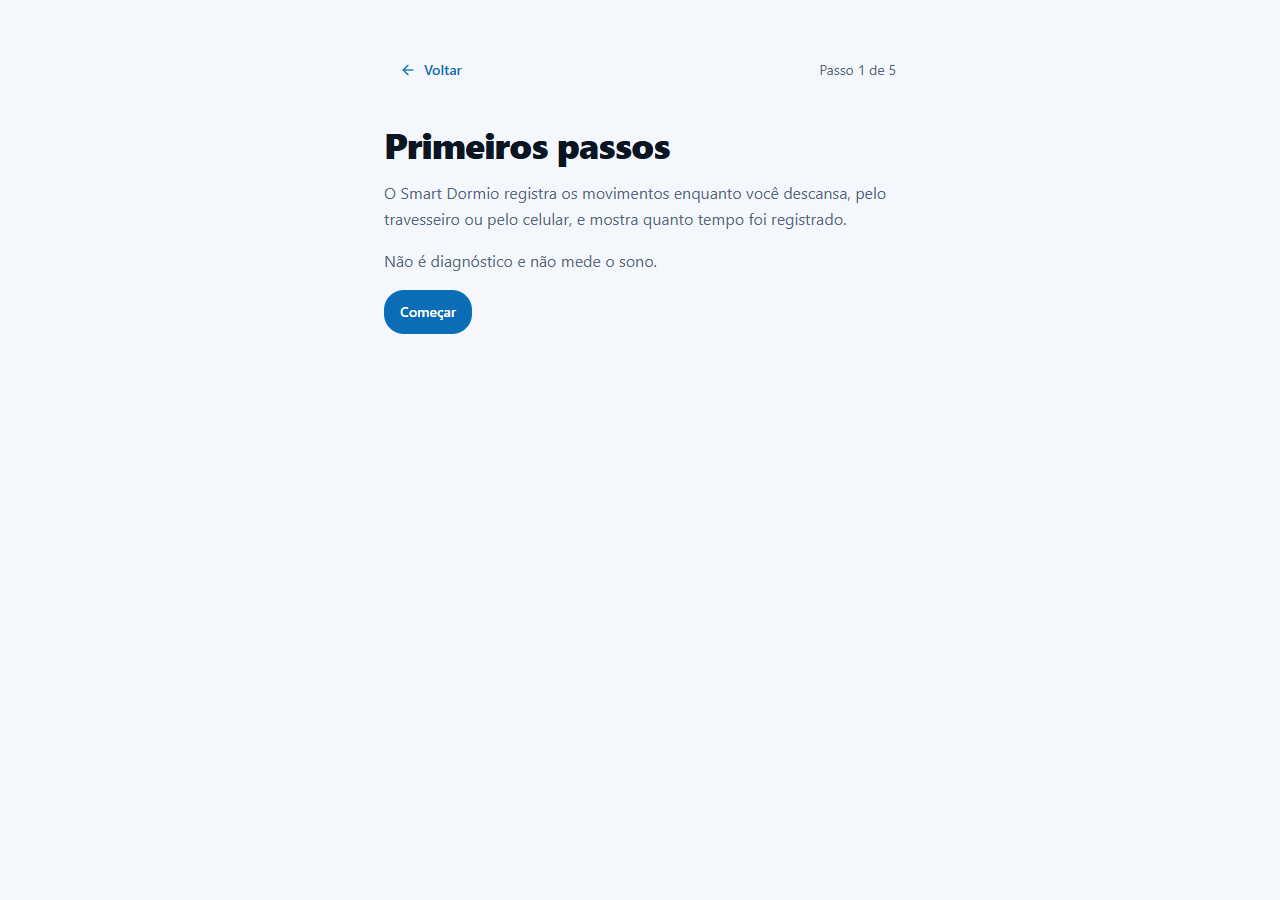 Voltar
Passo 1 de 5
Primeiros passos
O Smart Dormio registra os movimentos enquanto você descansa, pelo
travesseiro ou pelo celular, e mostra quanto tempo foi registrado.
Não é diagnóstico e não mede o sono.
Começar